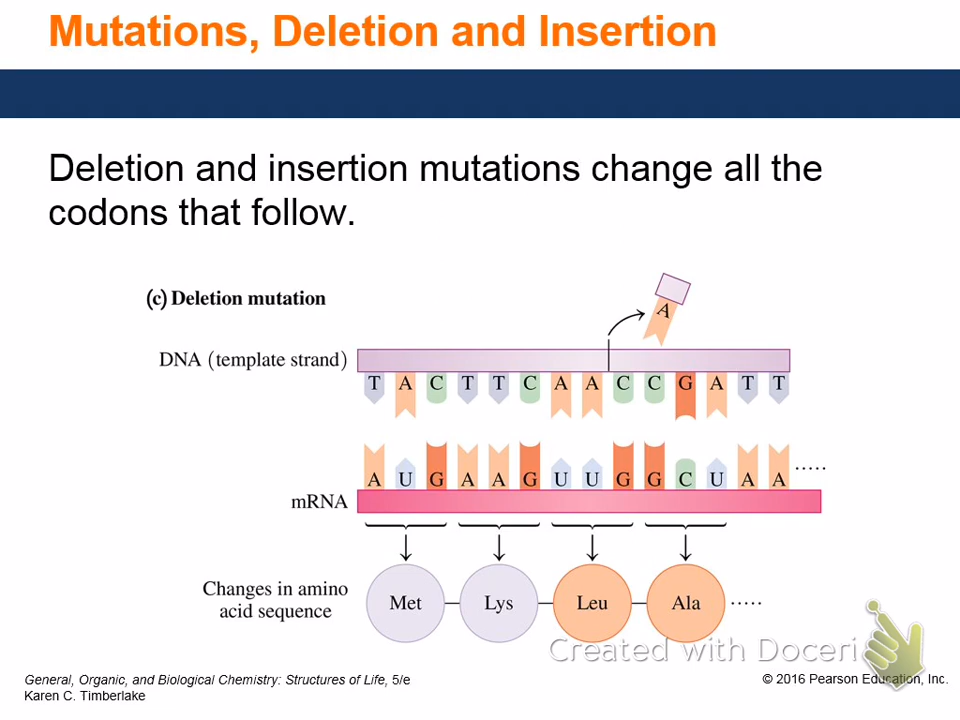 Mutations, Deletion and Insertion
Deletion and insertion mutations change all the
codons that follow.
(c) Deletion mutation
A
DNA (template strand)
T A C T T C A A C C G A T T
A U G A A G U U G G C U A A .....
mRNA
Changes in amino
acid sequence
Met Lys Leu Ala .....
Created with Doceri
General, Organic, and Biological Chemistry: Structures of Life, 5/e
Karen C. Timberlake
© 2016 Pearson Education, Inc.